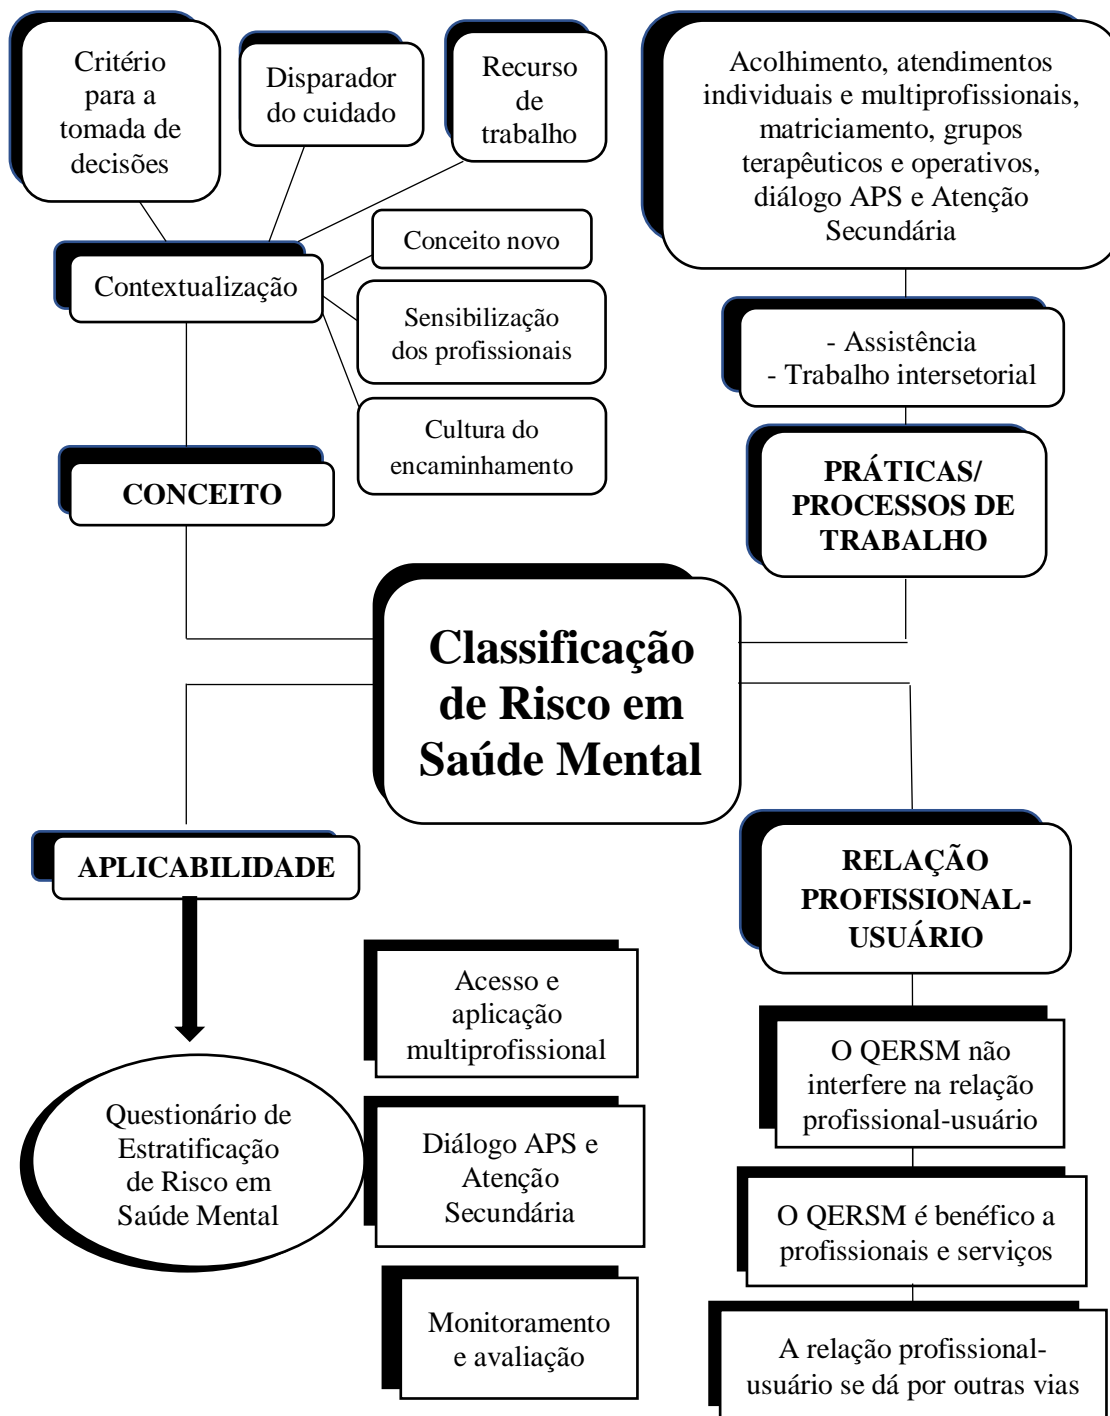 Critério
para a
tomada de
decisões
Disparador
do cuidado
Recurso
de
trabalho
Contextualização
Conceito novo
Sensibilização
dos profissionais
Cultura do
encaminhamento
CONCEITO
Acolhimento, atendimentos
individuais e multiprofissionais,
matriciamento, grupos
terapêuticos e operativos,
diálogo APS e Atenção
Secundária
- Assistência
- Trabalho intersetorial
PRÁTICAS/
PROCESSOS DE
TRABALHO
Classificação
de Risco em
Saúde Mental
APLICABILIDADE
Questionário de
Estratificação
de Risco em
Saúde Mental
Acesso e
aplicação
multiprofissional
Diálogo APS e
Atenção
Secundária
Monitoramento
e avaliação
RELAÇÃO
PROFISSIONAL-
USUÁRIO
O QERSM não
interfere na relação
profissional-usuário
O QERSM é benéfico a
profissionais e serviços
A relação profissional-
usuário se dá por outras vias